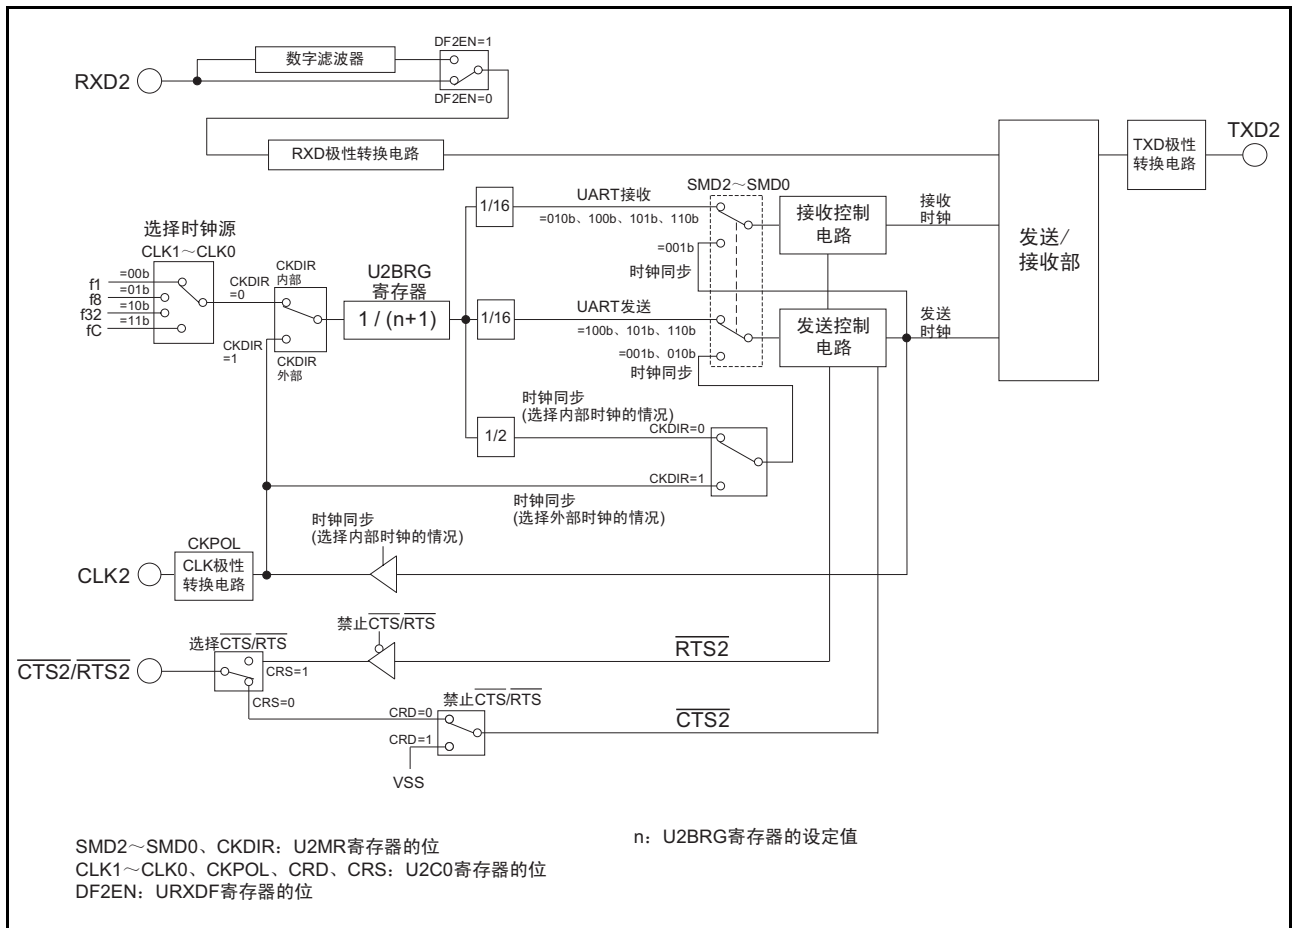 DF2EN=1
数字滤波器
RXD2
DF2EN=0
RXD极性转换电路
TXD2
TXD极性
转换电路
SMD2～SMD0
1/16
UART接收
=010b、100b、101b、110b
接收控制
电路
接收
时钟
发送/
接收部
=001b
时钟同步
选择时钟源
CLK1～CLK0
f1
=00b
f8
=01b
f32
=10b
fC
=11b
CKDIR
=0
CKDIR
内部
CKDIR
=1
CKDIR
外部
U2BRG
寄存器
1 / (n+1)
1/16
UART发送
=100b、101b、110b
发送控制
电路
发送
时钟
=001b、010b
时钟同步
时钟同步
(选择内部时钟的情况)
1/2
CKDIR=0
CKDIR=1
时钟同步
(选择外部时钟的情况)
时钟同步
(选择内部时钟的情况)
CKPOL
CLK2
CLK极性
转换电路
禁止CTS/RTS
选择CTS/RTS
CTS2/RTS2
CRS=1
RTS2
CRS=0
禁止CTS/RTS
CRD=0
CTS2
CRD=1
VSS
SMD2～SMD0、CKDIR：U2MR寄存器的位
CLK1～CLK0、CKPOL、CRD、CRS：U2C0寄存器的位
DF2EN：URXDF寄存器的位
n：U2BRG寄存器的设定值